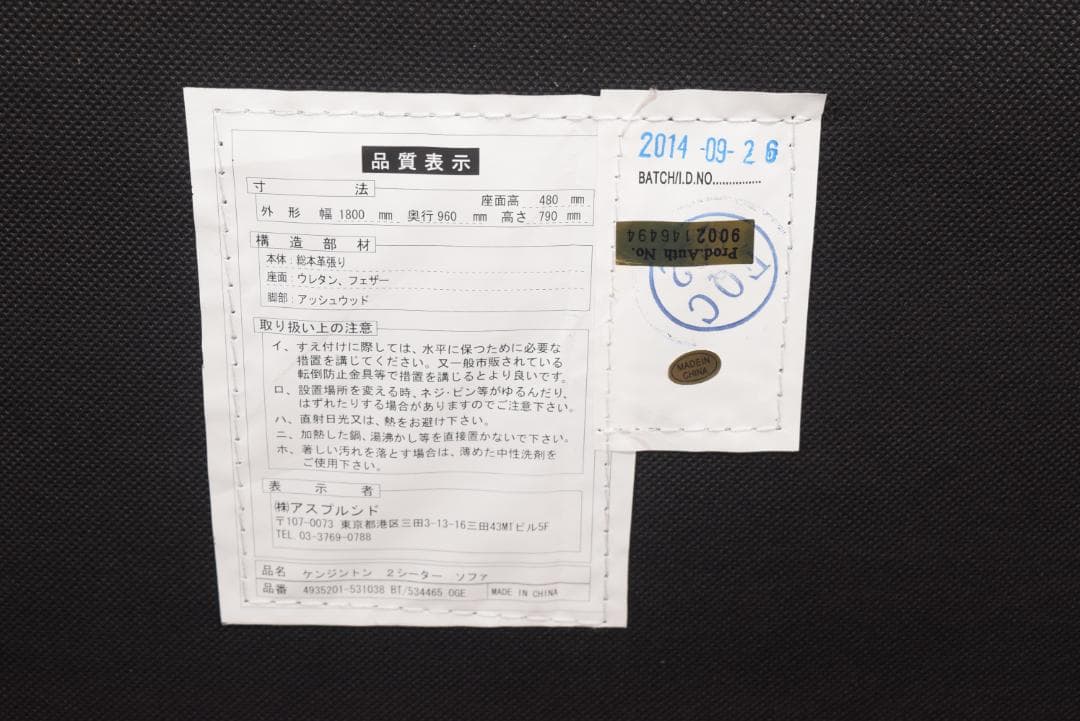 品質表示
寸法
座面高 480 mm
外形 幅 1800 mm 奥行 960 mm 高さ 790 mm
構造部材
本体：総本革張り
座面：ウレタン、フェザー
脚部：アッシュウッド
取り扱い上の注意
イ、すえ付けに際しては、水平に保つために必要な
措置を講じてください。又一般市販されている
転倒防止金具等で措置を講じるとより良いです。
ロ、設置場所を変える時、ネジ・ビン等がゆるんだり、
はずれたりする場合がありますのでご注意下さい。
ハ、直射日光又は、熱をお避け下さい。
ニ、加熱した鍋、湯沸かし等を直接置かないで下さい。
ホ、著しい汚れを落とす場合は、薄めた中性洗剤を
ご使用下さい。
表示者
㈱アスプルンド
〒107-0073 東京都港区三田3-13-16三田43MTビル5F
TEL 03-3769-0788
品名 ケンジントン 2シーター ソファ
品番 4935201-531038 BT/534465 OGE MADE IN CHINA
2014-09-26
BATCH/I.D.NO..............
Prod.Auth No.
9002146494
FQC
MADE IN
CHINA